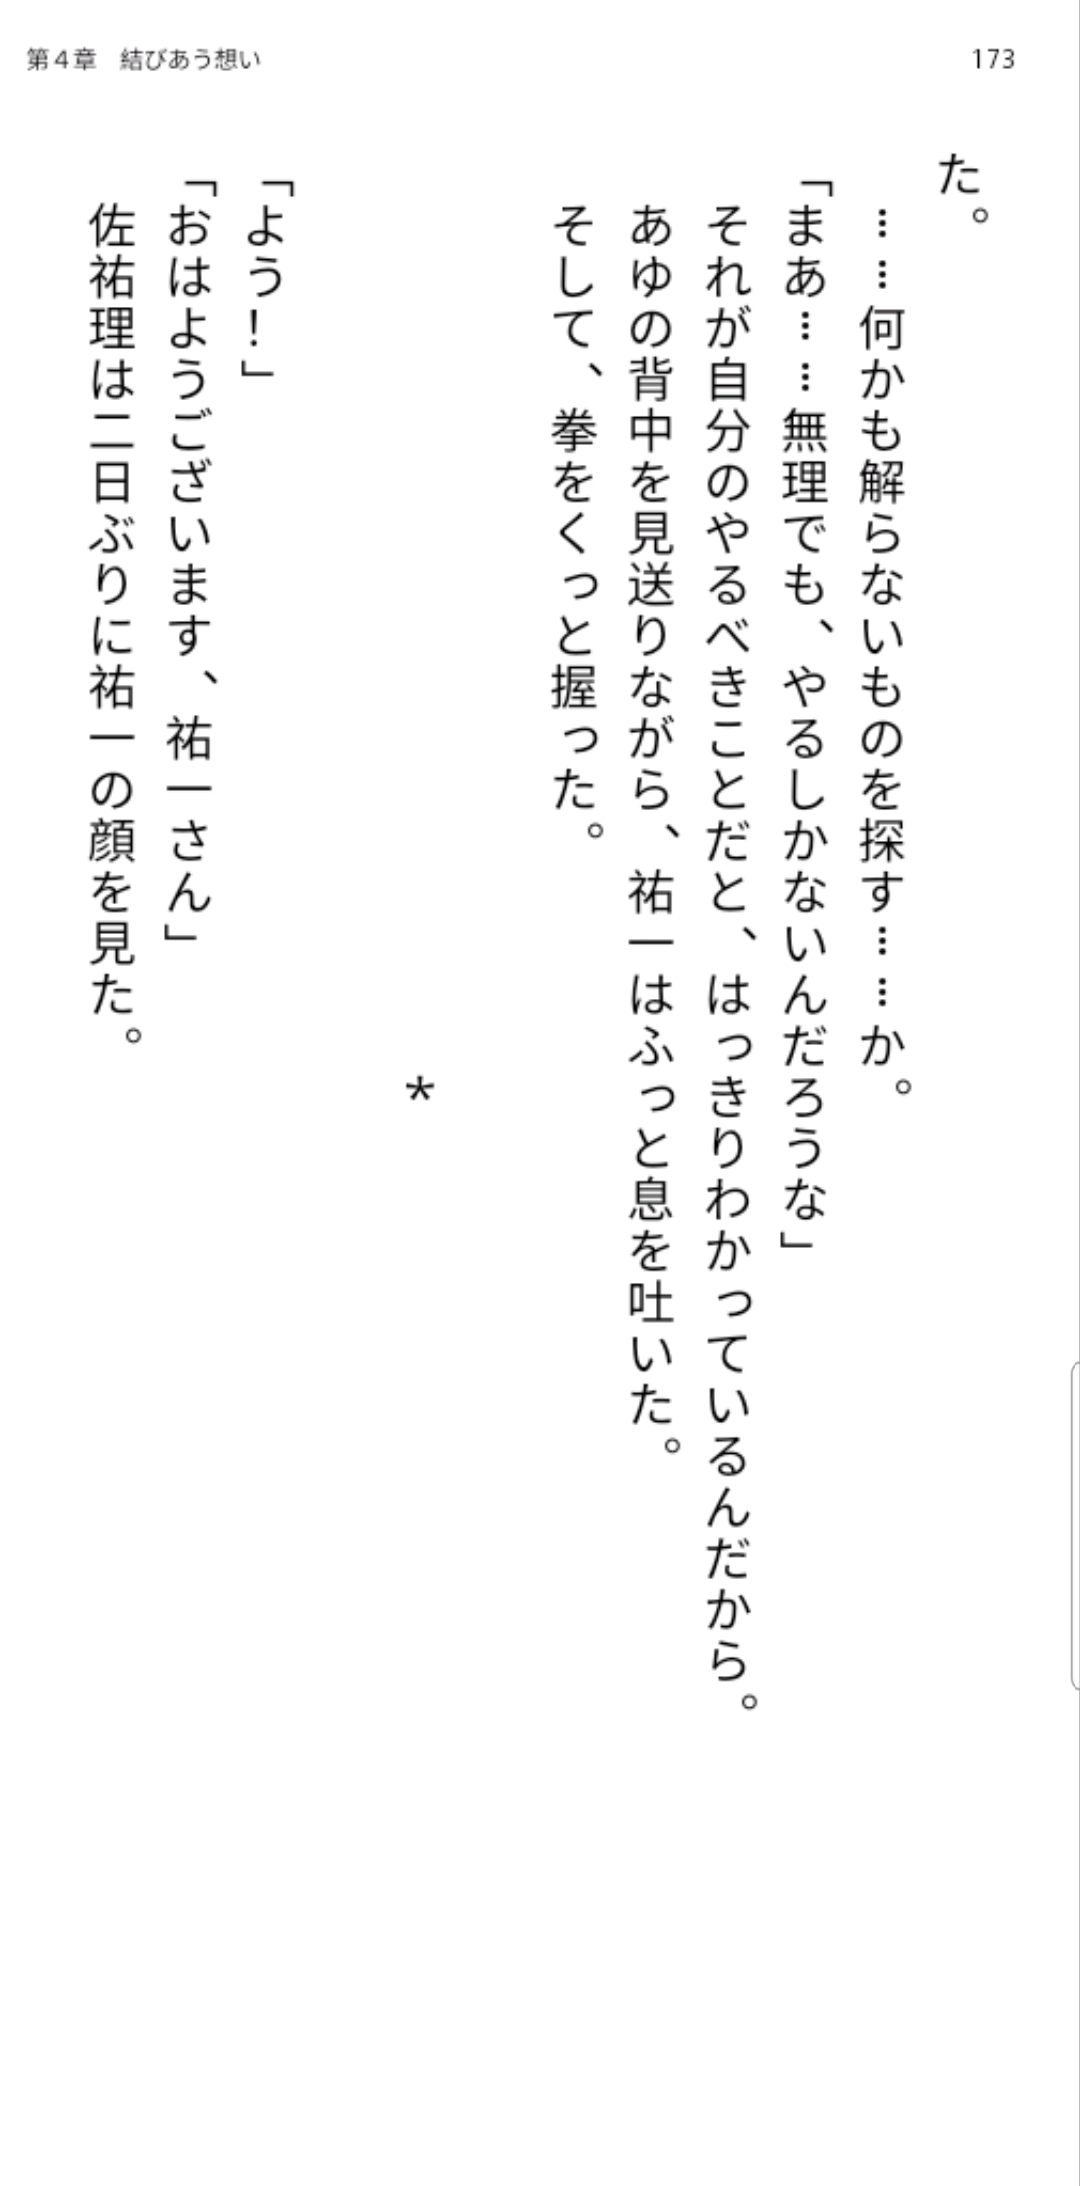 第４章　結びあう想い
173
た。
　……何かも解らないものを探す……か。
「まあ……無理でも、やるしかないんだろうな」
　それが自分のやるべきことだと、はっきりわかっているんだから。
　あゆの背中を見送りながら、祐一はふっと息を吐いた。
　そして、拳をくっと握った。
*
「よう！」
「おはようございます、祐一さん」
　佐祐理は二日ぶりに祐一の顔を見た。